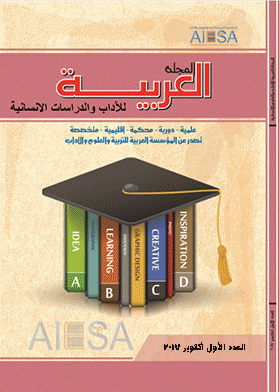 AIESA
المجلة
العربية
للآداب والدراسات الانسانية
علمية - دورية - محكمة - إقليمية - متخصصة
تصدر عن المؤسسة العربية للتربية والعلوم والآداب
IDEA
A
LEARNING
B
GRAPHIC DESIGN
CREATIVE
C
INSPIRATION
D
العدد الأول أكتوبر ٢٠١٧